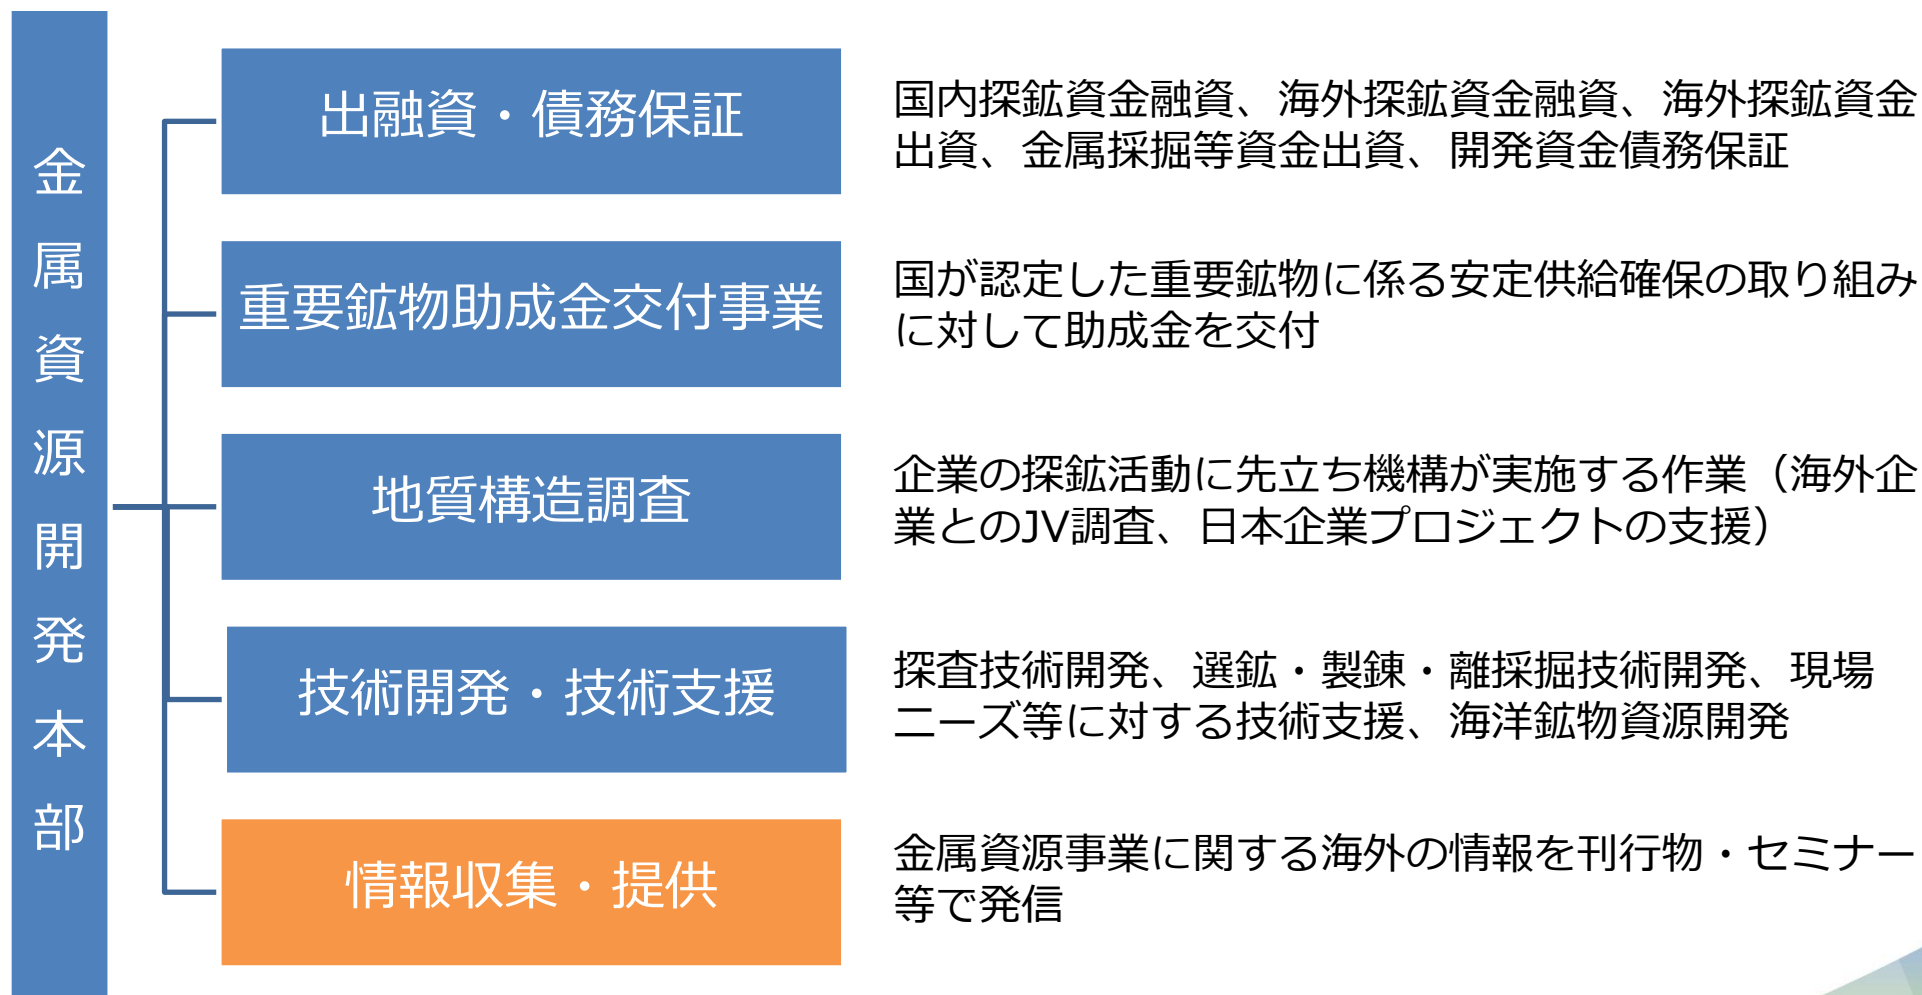 金属資源開発本部
出融資・債務保証
国内探鉱資金融資、海外探鉱資金融資、海外探鉱資金
出資、金属採掘等資金出資、開発資金債務保証
重要鉱物助成金交付事業
国が認定した重要鉱物に係る安定供給確保の取り組み
に対して助成金を交付
地質構造調査
企業の探鉱活動に先立ち機構が実施する作業（海外企
業とのJV調査、日本企業プロジェクトの支援）
技術開発・技術支援
探査技術開発、選鉱・製錬・離採掘技術開発、現場
ニーズ等に対する技術支援、海洋鉱物資源開発
情報収集・提供
金属資源事業に関する海外の情報を刊行物・セミナー
等で発信